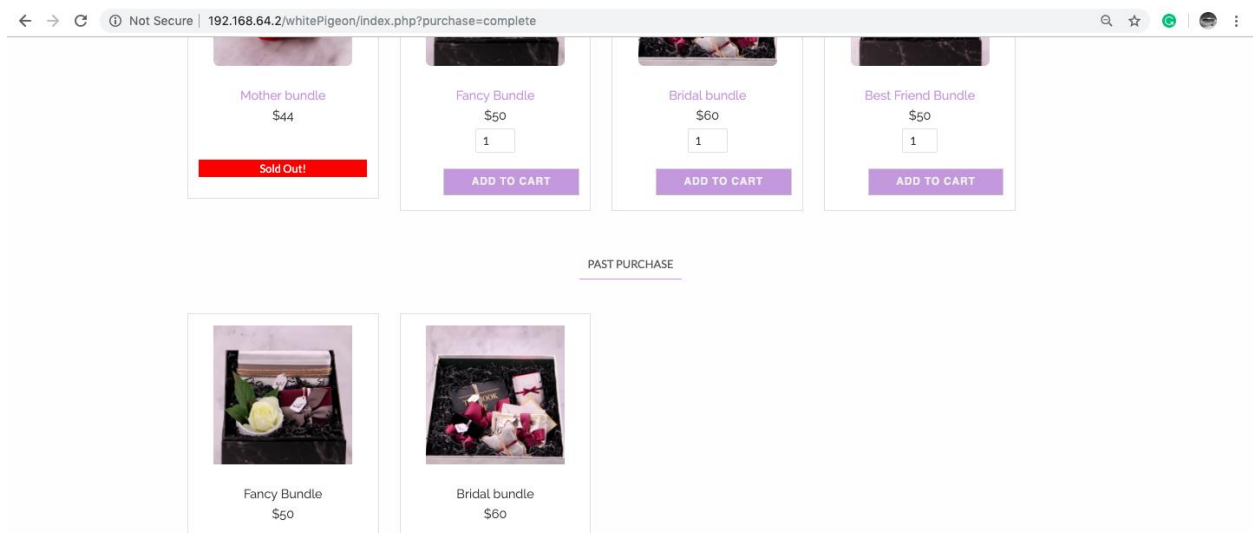 Not Secure | 192.168.64.2/whitePigeon/index.php?purchase=complete
Mother bundle
$44
Sold Out!
Fancy Bundle
$50
1
ADD TO CART
Bridal bundle
$60
1
ADD TO CART
Best Friend Bundle
$50
1
ADD TO CART
PAST PURCHASE
Fancy Bundle
$50
Bridal bundle
$60